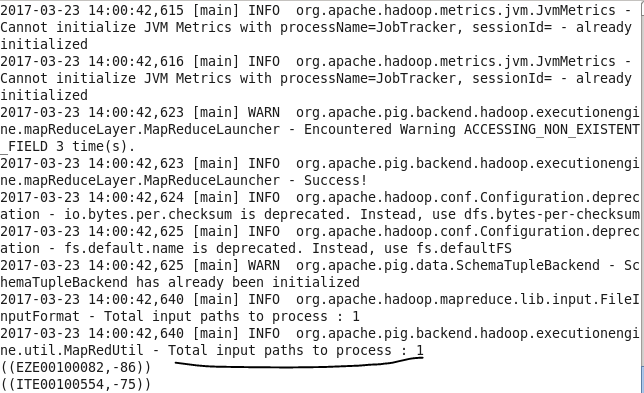 2017-03-23 14:00:42,615 [main] INFO  org.apache.hadoop.metrics.jvm.JvmMetrics -
Cannot initialize JVM Metrics with processName=JobTracker, sessionId= - already
initialized
2017-03-23 14:00:42,616 [main] INFO  org.apache.hadoop.metrics.jvm.JvmMetrics -
Cannot initialize JVM Metrics with processName=JobTracker, sessionId= - already
initialized
2017-03-23 14:00:42,623 [main] WARN  org.apache.pig.backend.hadoop.executionengi
ne.mapReduceLayer.MapReduceLauncher - Encountered Warning ACCESSING_NON_EXISTENT
_FIELD 3 time(s).
2017-03-23 14:00:42,623 [main] INFO  org.apache.pig.backend.hadoop.executionengi
ne.mapReduceLayer.MapReduceLauncher - Success!
2017-03-23 14:00:42,624 [main] INFO  org.apache.hadoop.conf.Configuration.deprec
ation - io.bytes.per.checksum is deprecated. Instead, use dfs.bytes-per-checksum
2017-03-23 14:00:42,625 [main] INFO  org.apache.hadoop.conf.Configuration.deprec
ation - fs.default.name is deprecated. Instead, use fs.defaultFS
2017-03-23 14:00:42,625 [main] WARN  org.apache.pig.data.SchemaTupleBackend - Sc
hemaTupleBackend has already been initialized
2017-03-23 14:00:42,640 [main] INFO  org.apache.hadoop.mapreduce.lib.input.FileI
nputFormat - Total input paths to process : 1
2017-03-23 14:00:42,640 [main] INFO  org.apache.pig.backend.hadoop.executionengi
ne.util.MapRedUtil - Total input paths to process : 1
((EZE00100082,-86))
((ITE00100554,-75))